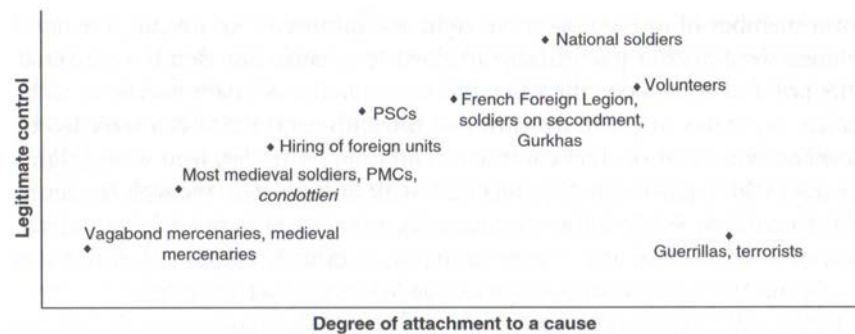 National soldiers
Volunteers
French Foreign Legion,
soldiers on secondment,
Gurkhas
PSCs
Hiring of foreign units
Most medieval soldiers, PMCs,
condottieri
Vagabond mercenaries, medieval
mercenaries
Guerrillas, terrorists
Legitimate control
Degree of attachment to a cause